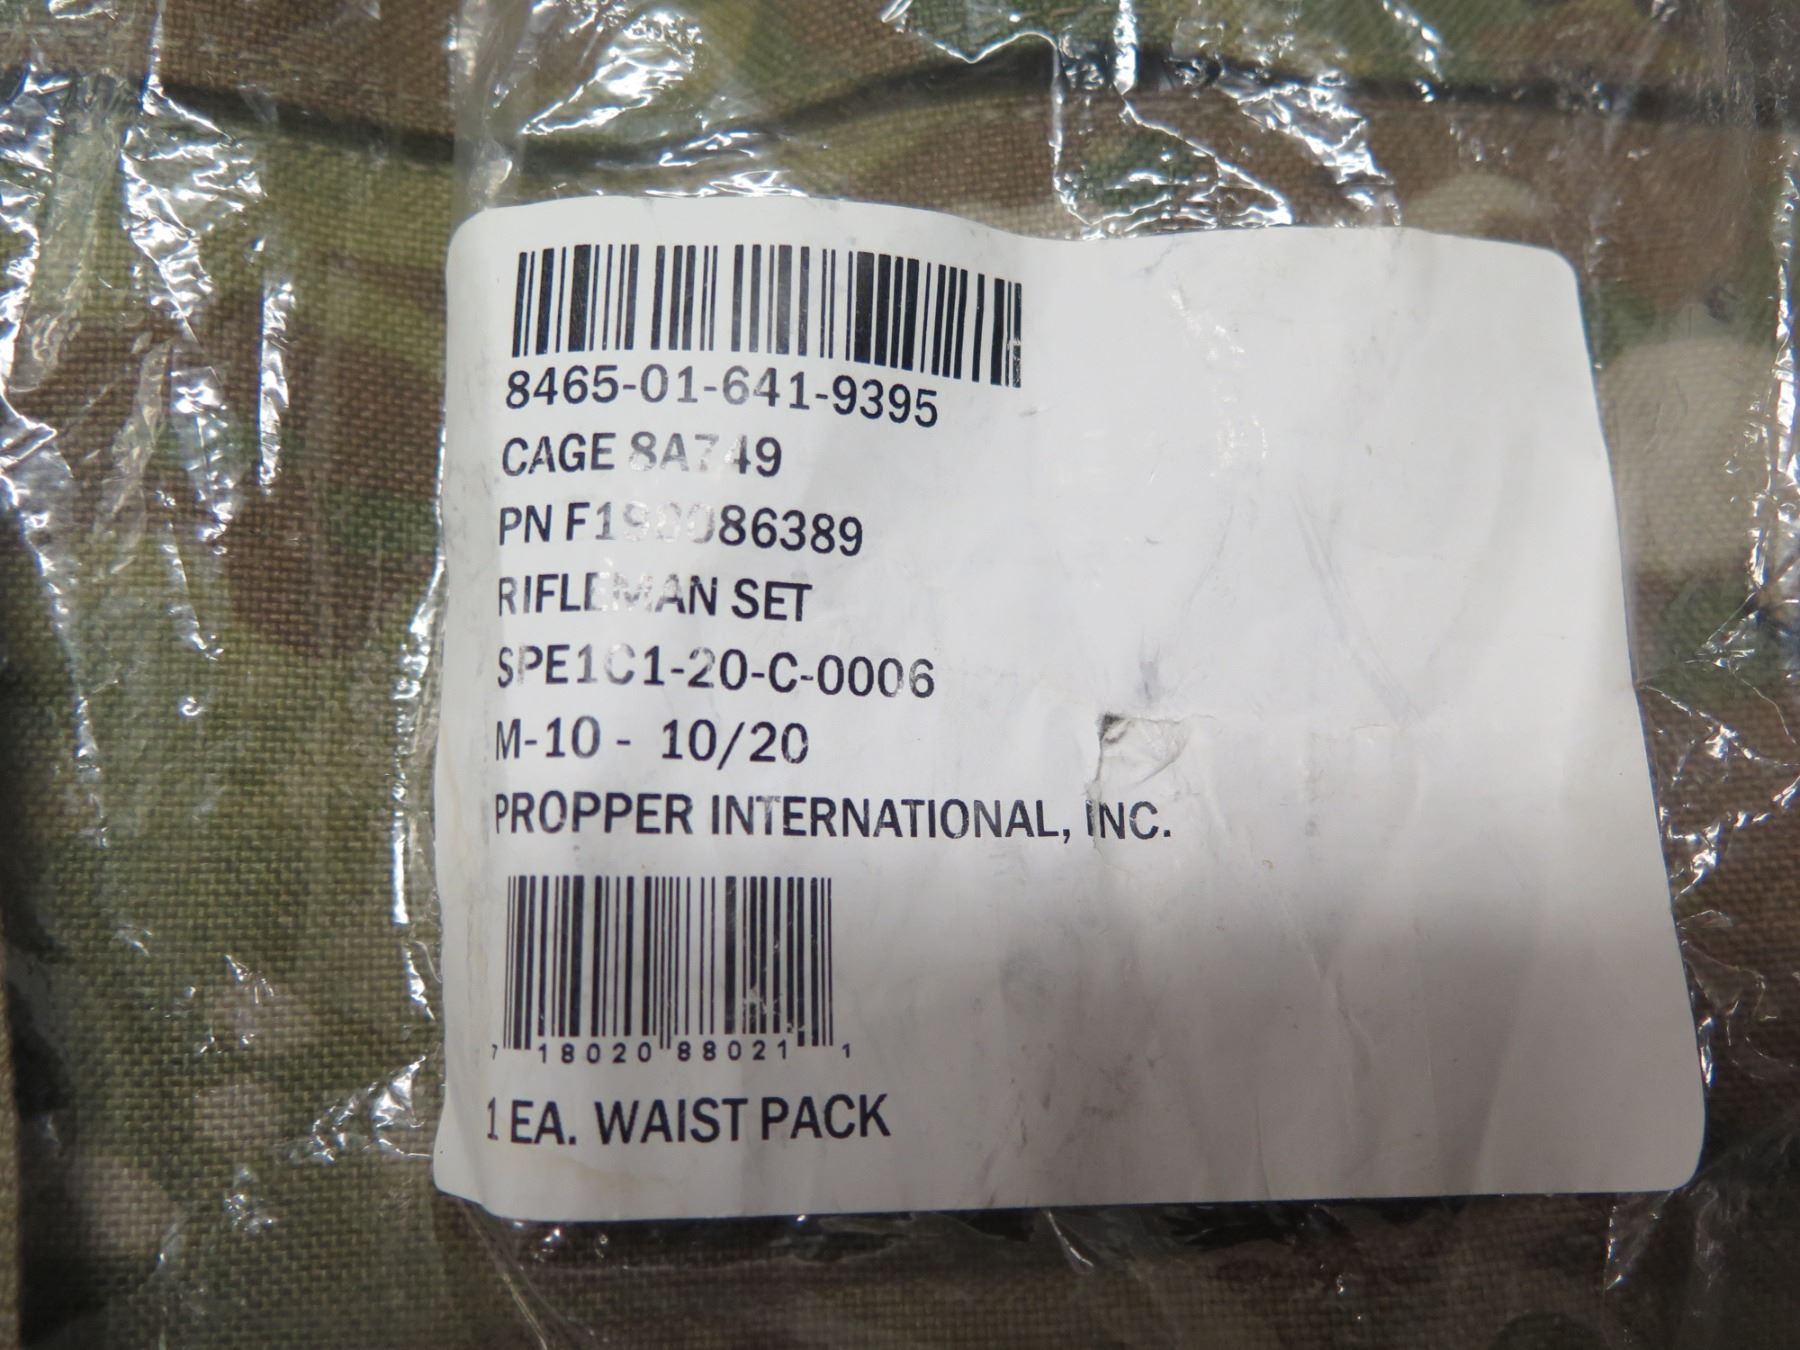 8465-01-641-9395
CAGE 8A749
PN F190086389
RIFLEMAN SET
SPE1C1-20-C-0006
M-10 - 10/20
PROPPER INTERNATIONAL, INC.
7 18020 88021 1
1 EA. WAIST PACK